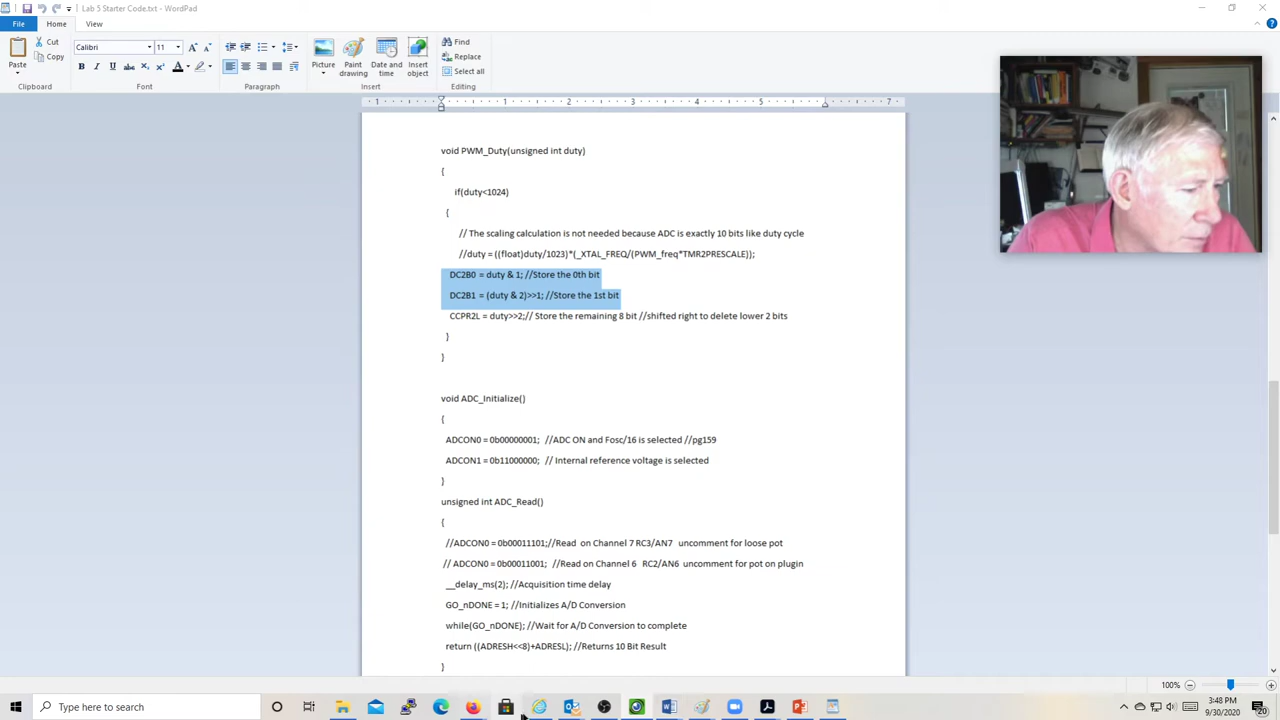 Lab 5 Starter Code.txt - WordPad
File Home View
Cut
Copy
Paste
Calibri 11
Picture Paint drawing Date and time Insert object
Find
Replace
Select all
Clipboard Font Paragraph Insert Editing
1 1 2 3 4 5 7
void PWM_Duty(unsigned int duty)
{
if(duty<1024)
{
// The scaling calculation is not needed because ADC is exactly 10 bits like duty cycle
//duty = ((float)duty/1023)*(_XTAL_FREQ/(PWM_freq*TMR2PRESCALE));
DC2B0 = duty & 1; //Store the 0th bit
DC2B1 = (duty & 2)>>1; //Store the 1st bit
CCPR2L = duty>>2;// Store the remaining 8 bit //shifted right to delete lower 2 bits
}
}
void ADC_Initialize()
{
ADCON0 = 0b00000001; //ADC ON and Fosc/16 is selected //pg159
ADCON1 = 0b11000000; // Internal reference voltage is selected
}
unsigned int ADC_Read()
{
//ADCON0 = 0b00011101;//Read on Channel 7 RC3/AN7 uncomment for loose pot
// ADCON0 = 0b00011001; //Read on Channel 6 RC2/AN6 uncomment for pot on plugin
__delay_ms(2); //Acquisition time delay
GO_nDONE = 1; //Initializes A/D Conversion
while(GO_nDONE); //Wait for A/D Conversion to complete
return ((ADRESH<<8)+ADRESL); //Returns 10 Bit Result
}
100%
Type here to search
3:48 PM
9/30/2020
20